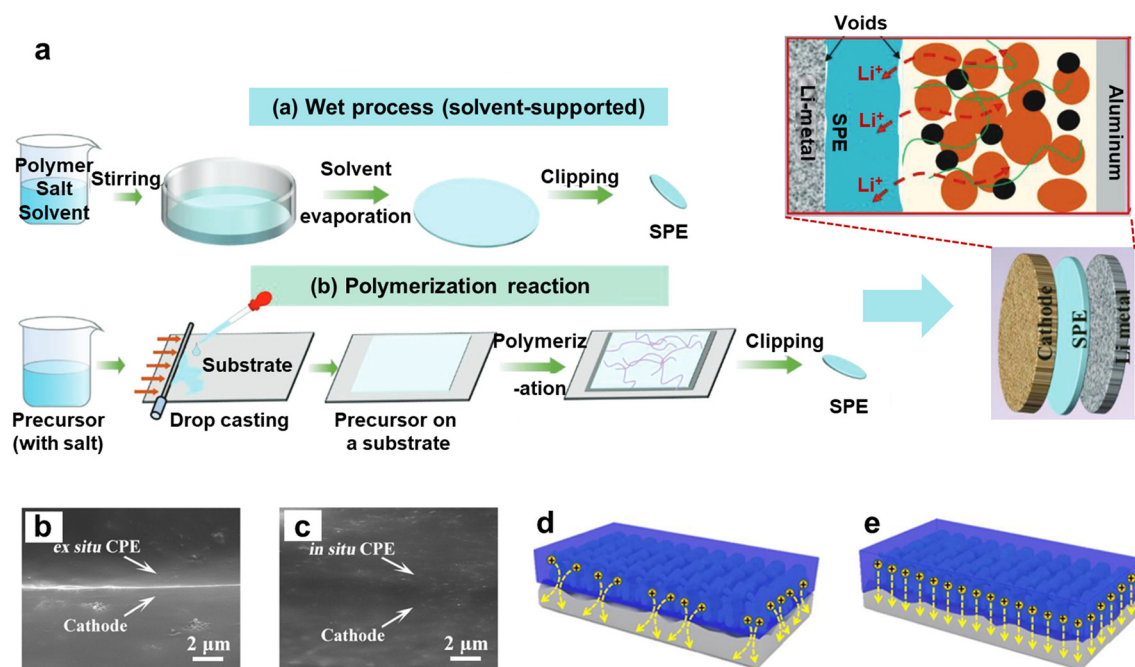 a
(a) Wet process (solvent-supported)
Polymer
Salt
Solvent
Stirring
Solvent
evaporation
Clipping
SPE
Voids
Li-metal
SPE
Li⁺
Li⁺
Li⁺
Aluminum
(b) Polymerization reaction
Precursor
(with salt)
Substrate
Drop casting
Precursor on
a substrate
Polymeriz
-ation
Clipping
SPE
Cathode
SPE
Li metal
b
ex situ CPE
Cathode
2 µm
c
in situ CPE
Cathode
2 µm
d
e